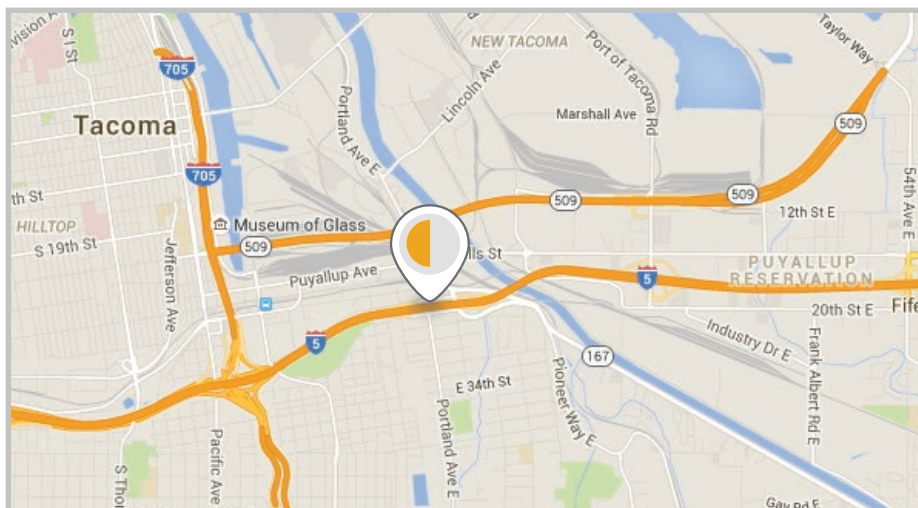 Division A
S I St
705
NEW TACOMA
Port of Tacoma Rd
Taylor Way
Lincoln Ave
Portland Ave E
Marshall Ave
Tacoma
509
705
54th Ave E
th St
509
509
12th St E
HILLTOP
Museum of Glass
S 19th St
509
lls St
Jefferson Ave
Puyallup Ave
PUYALLUP
RESERVATION
5
20th St E
Fife
5
Industry Dr E
167
Frank Albert Rd E
E 34th St
Pioneer Way E
Portland Ave E
Pacific Ave
S Tho
Gay Rd E